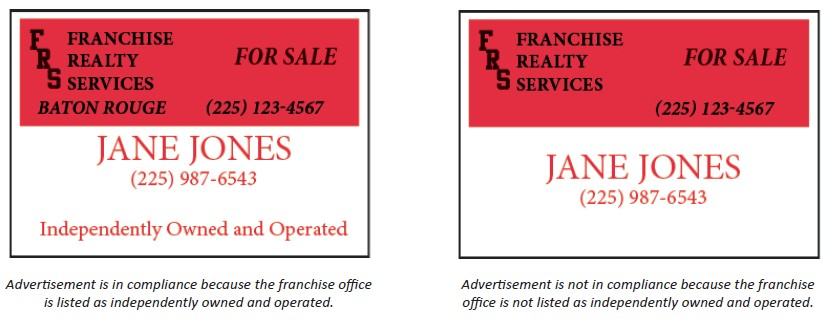 FRS FRANCHISE REALTY SERVICES
FOR SALE
BATON ROUGE (225) 123-4567
JANE JONES
(225) 987-6543
Independently Owned and Operated
Advertisement is in compliance because the franchise office
is listed as independently owned and operated.
FRS FRANCHISE REALTY SERVICES
FOR SALE
(225) 123-4567
JANE JONES
(225) 987-6543
Advertisement is not in compliance because the franchise
office is not listed as independently owned and operated.